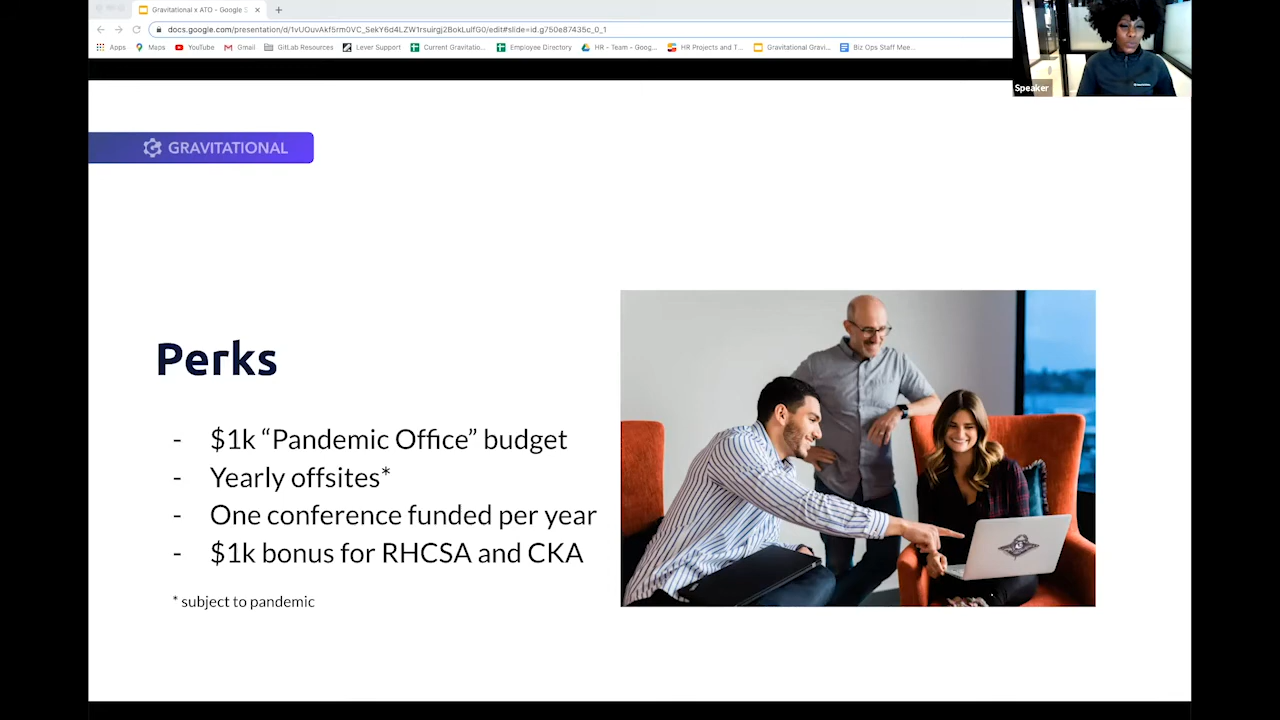 Gravitational x ATO - Google S
docs.google.com/presentation/d/1vUOuvAkf5rm0VC_SekY6d4LZW1rsuirgj2BokLulfG0/edit#slide=id.g750e87435c_0_1
Apps Maps YouTube Gmail GitLab Resources Lever Support Current Gravitatio... Employee Directory HR - Team - Goog... HR Projects and T... Gravitational Gravi... Biz Ops Staff Mee...
Speaker
GRAVITATIONAL
Perks
- $1k “Pandemic Office” budget
- Yearly offsites*
- One conference funded per year
- $1k bonus for RHCSA and CKA
* subject to pandemic